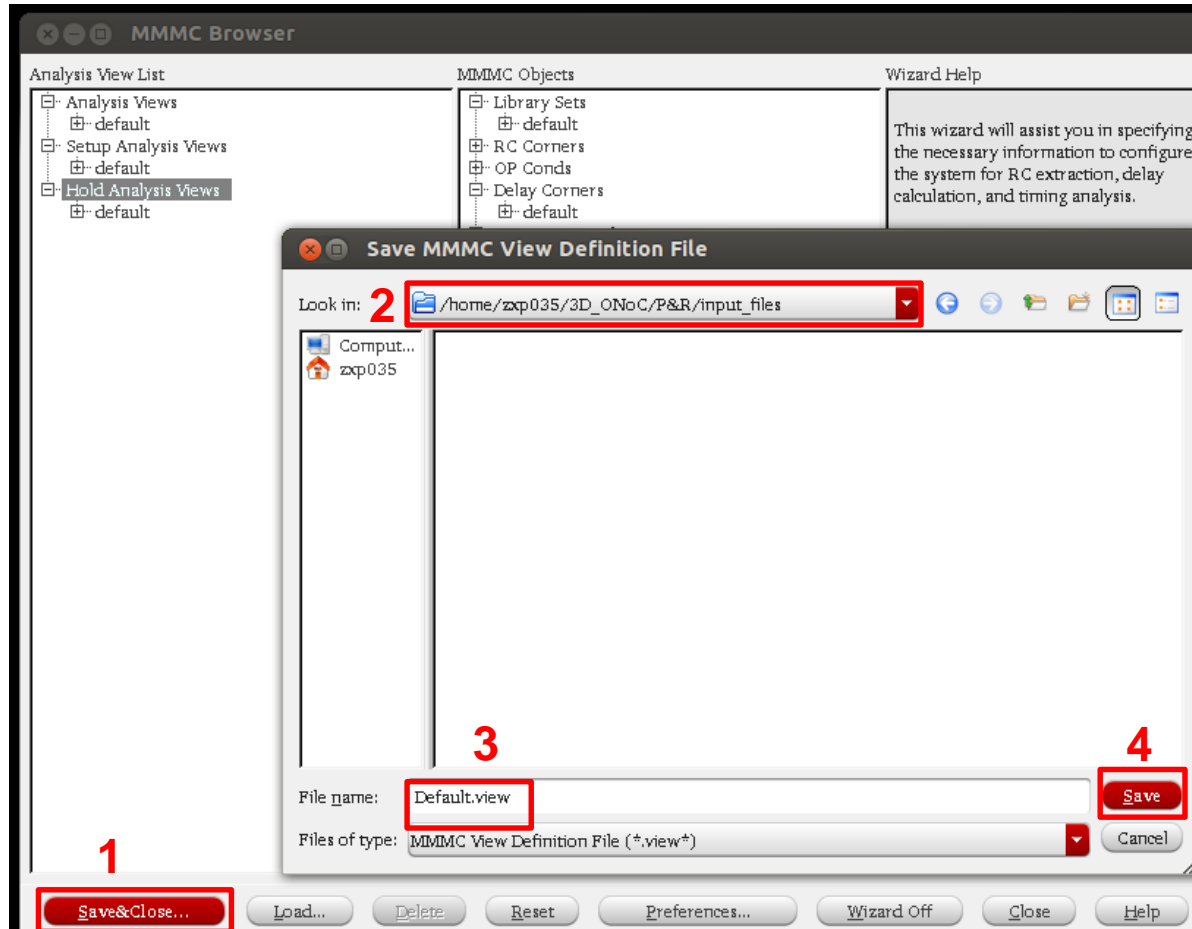 MMMC Browser
Analysis View List
MMMC Objects
Wizard Help
Analysis Views
default
Setup Analysis Views
default
Hold Analysis Views
default
Library Sets
default
RC Corners
OP Conds
Delay Corners
default
This wizard will assist you in specifying
the necessary information to configure
the system for RC extraction, delay
calculation, and timing analysis.
Save MMMC View Definition File
Look in: 2 /home/zxp035/3D_ONoC/P&R/input_files
Comput...
zxp035
3
4
File name: Default.view
Save
Files of type: MMMC View Definition File (*.view*)
Cancel
1
Save&Close...
Load...
Delete
Reset
Preferences...
Wizard Off
Close
Help